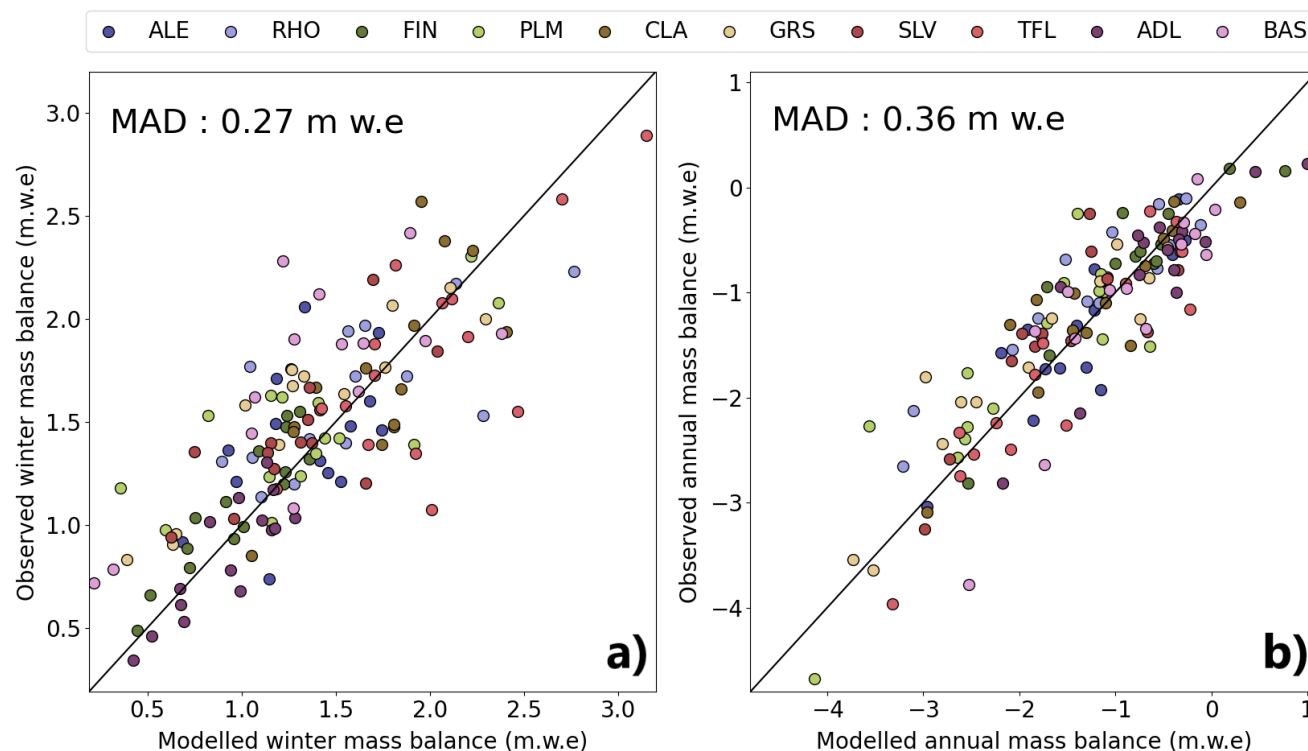 ALE RHO FIN PLM CLA GRS SLV TFL ADL BAS
MAD : 0.27 m w.e
Observed winter mass balance (m.w.e)
3.0
2.5
2.0
1.5
1.0
0.5
a)
0.5 1.0 1.5 2.0 2.5 3.0
Modelled winter mass balance (m.w.e)
MAD : 0.36 m w.e
Observed annual mass balance (m.w.e)
1
0
−1
−2
−3
−4
b)
−4 −3 −2 −1 0 1
Modelled annual mass balance (m.w.e)